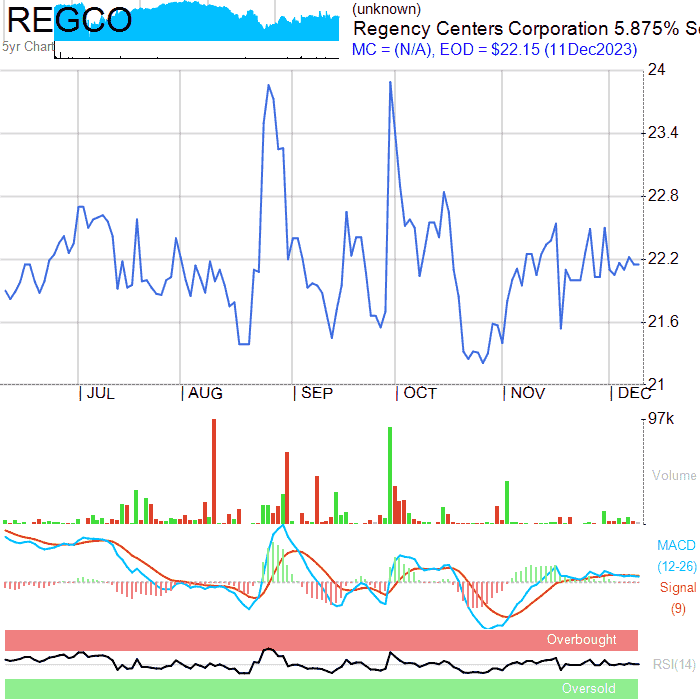 REGCO
5yr Chart
(unknown)
Regency Centers Corporation 5.875%
MC = (N/A), EOD = $22.15 (11Dec2023)
24
23.4
22.8
22.2
21.6
21
JUL AUG SEP OCT NOV DEC
97k
Volume
MACD
(12-26)
Signal
(9)
Overbought
RSI(14)
Oversold